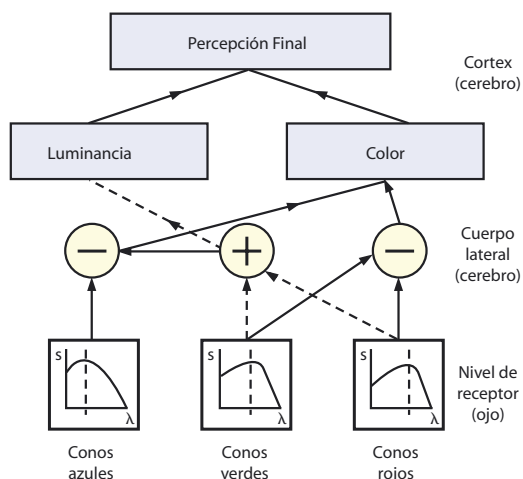 Percepción Final
Cortex
(cerebro)
Luminancia
Color
Cuerpo
lateral
(cerebro)
−
+
−
s
λ
s
λ
s
λ
Nivel de
receptor
(ojo)
Conos
azules
Conos
verdes
Conos
rojos